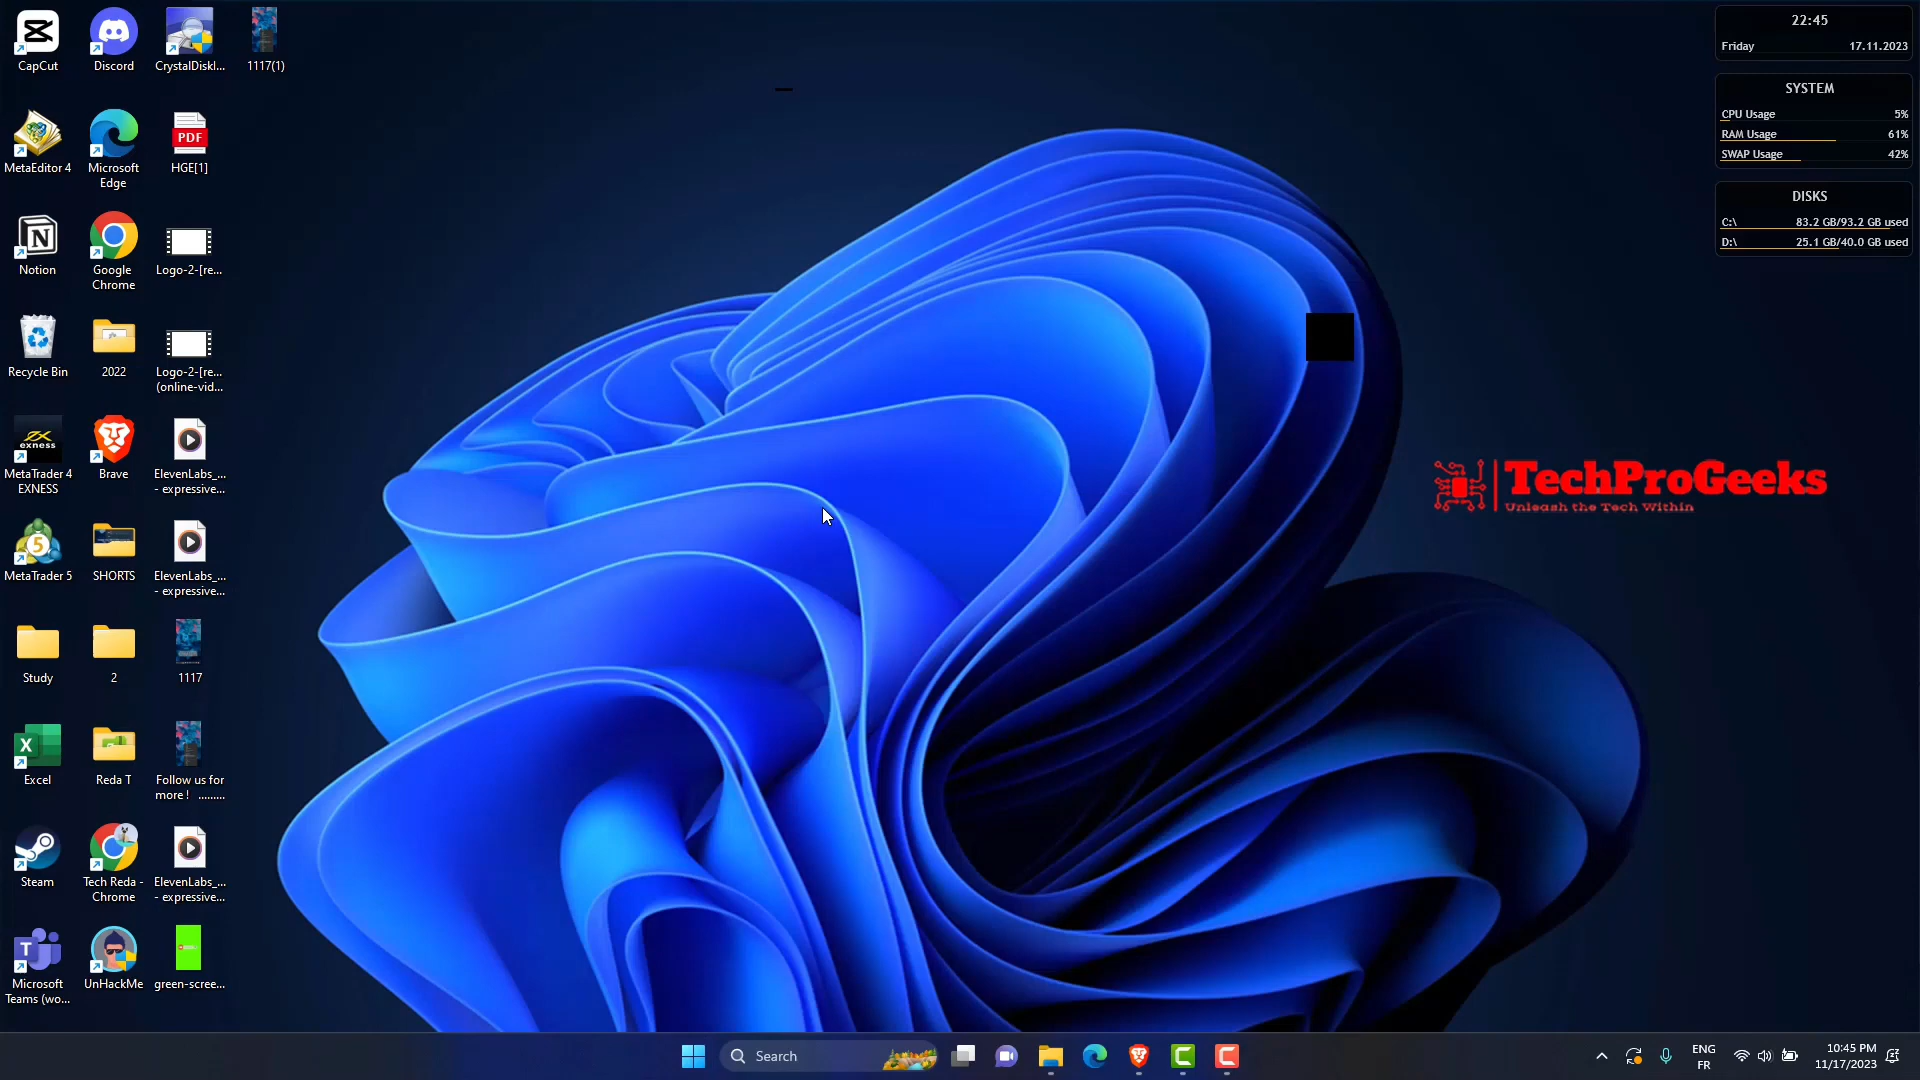 CapCut
Discord
CrystalDiskI...
1117(1)
MetaEditor 4
Microsoft
Edge
PDF
HGE[1]
Notion
Google
Chrome
Logo-2-[re...
Recycle Bin
2022
Logo-2-[re...
(online-vid...
exness
MetaTrader 4
EXNESS
Brave
ElevenLabs_...
- expressive...
5
MetaTrader 5
SHORTS
ElevenLabs_...
- expressive...
Study
2
1117
Excel
Reda T
Follow us for
more ! .........
Steam
Tech Reda -
Chrome
ElevenLabs_...
- expressive...
Microsoft
Teams (wo...
UnHackMe
green-scree...
22:45
Friday 17.11.2023
SYSTEM
CPU Usage 5%
RAM Usage 61%
SWAP Usage 42%
DISKS
C:\ 83.2 GB/93.2 GB used
D:\ 25.1 GB/40.0 GB used
TechProGeeks
Unleash the Tech Within
Search
ENG
FR
10:45 PM
11/17/2023